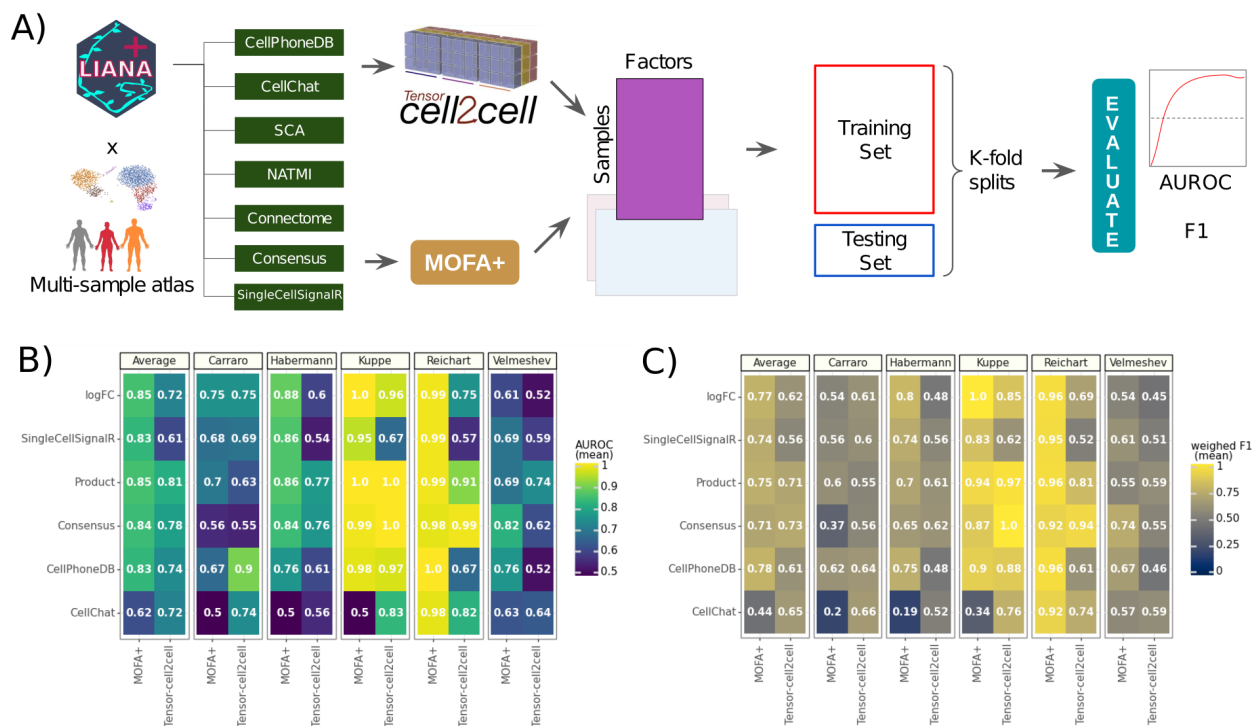 A)
LIANA
+
x
Multi-sample atlas
CellPhoneDB
CellChat
SCA
NATMI
Connectome
Consensus
SingleCellSignalR
Tensor
cell2cell
MOFA+
Factors
Samples
Training
Set
Testing
Set
K-fold
splits
EVALUATE
AUROC
F1
B)
Average Carraro Habermann Kuppe Reichart Velmeshev
logFC 0.85 0.72 0.75 0.75 0.88 0.6 1.0 0.96 0.99 0.75 0.61 0.52
SingleCellSignalR 0.83 0.61 0.68 0.69 0.86 0.54 0.95 0.67 0.99 0.57 0.69 0.59
Product 0.85 0.81 0.7 0.63 0.86 0.77 1.0 1.0 0.99 0.91 0.69 0.74
Consensus 0.84 0.78 0.56 0.55 0.84 0.76 0.99 1.0 0.98 0.99 0.82 0.62
CellPhoneDB 0.83 0.74 0.67 0.9 0.76 0.61 0.98 0.97 1.0 0.67 0.76 0.52
CellChat 0.62 0.72 0.5 0.74 0.5 0.56 0.5 0.83 0.98 0.82 0.63 0.64
MOFA+ Tensor-cell2cell MOFA+ Tensor-cell2cell MOFA+ Tensor-cell2cell MOFA+ Tensor-cell2cell MOFA+ Tensor-cell2cell MOFA+ Tensor-cell2cell
AUROC
(mean)
1
0.9
0.8
0.7
0.6
0.5
C)
Average Carraro Habermann Kuppe Reichart Velmeshev
logFC 0.77 0.62 0.54 0.61 0.8 0.48 1.0 0.85 0.96 0.69 0.54 0.45
SingleCellSignalR 0.74 0.56 0.56 0.6 0.74 0.56 0.83 0.62 0.95 0.52 0.61 0.51
Product 0.75 0.71 0.6 0.55 0.7 0.61 0.94 0.97 0.96 0.81 0.55 0.59
Consensus 0.71 0.73 0.37 0.56 0.65 0.62 0.87 1.0 0.92 0.94 0.74 0.55
CellPhoneDB 0.78 0.61 0.62 0.64 0.75 0.48 0.9 0.88 0.96 0.61 0.67 0.46
CellChat 0.44 0.65 0.2 0.66 0.19 0.52 0.34 0.76 0.92 0.74 0.57 0.59
MOFA+ Tensor-cell2cell MOFA+ Tensor-cell2cell MOFA+ Tensor-cell2cell MOFA+ Tensor-cell2cell MOFA+ Tensor-cell2cell MOFA+ Tensor-cell2cell
weighed F1
(mean)
1
0.75
0.5
0.25
0